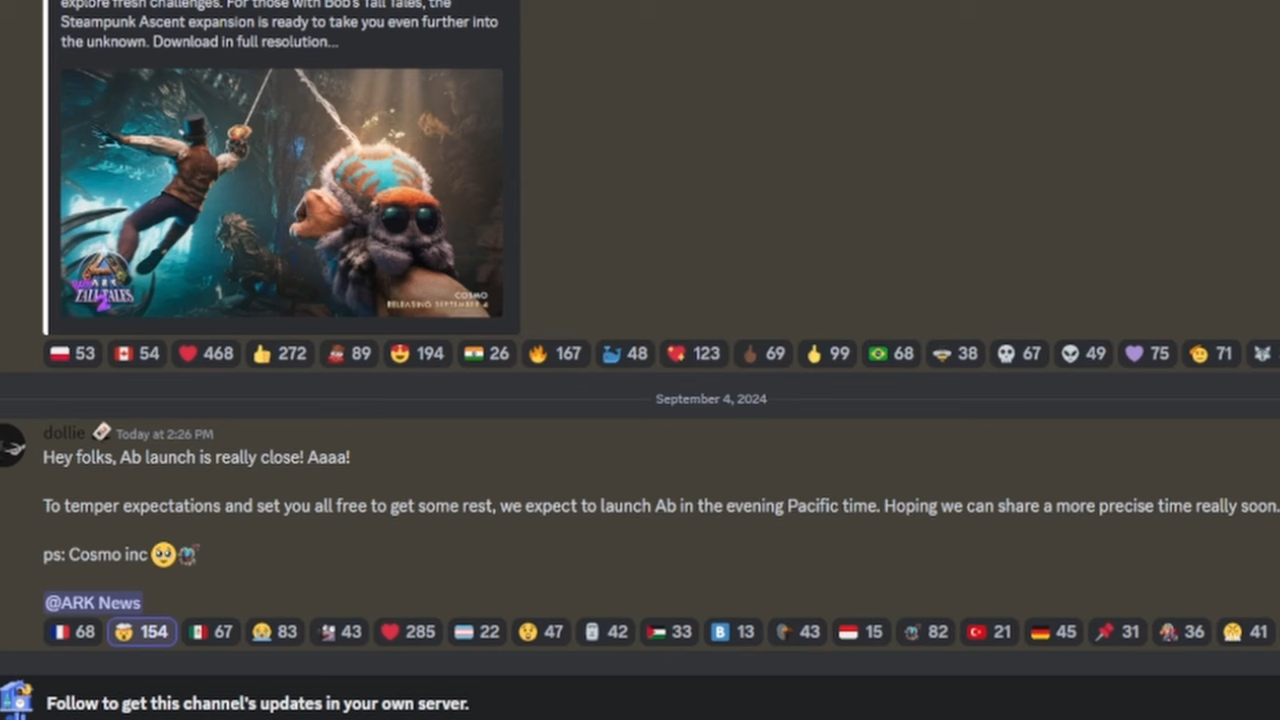 explore fresh challenges. For those with Bob's Tall Tales, the
Steampunk Ascent expansion is ready to take you even further into
the unknown. Download in full resolution...
ARK
TALL TALES
2
COSMO
RELEASING SEPTEMBER 4
53 54 468 272 89 194 26 167 48 123 69 99 68 38 67 49 75 71
September 4, 2024
dollie Today at 2:26 PM
Hey folks, Ab launch is really close! Aaaa!
To temper expectations and set you all free to get some rest, we expect to launch Ab in the evening Pacific time. Hoping we can share a more precise time really soon.
ps: Cosmo inc 🥺
@ARK News
68 154 67 83 43 285 22 47 42 33 B 13 43 15 82 21 45 31 36 41
Follow to get this channel's updates in your own server.